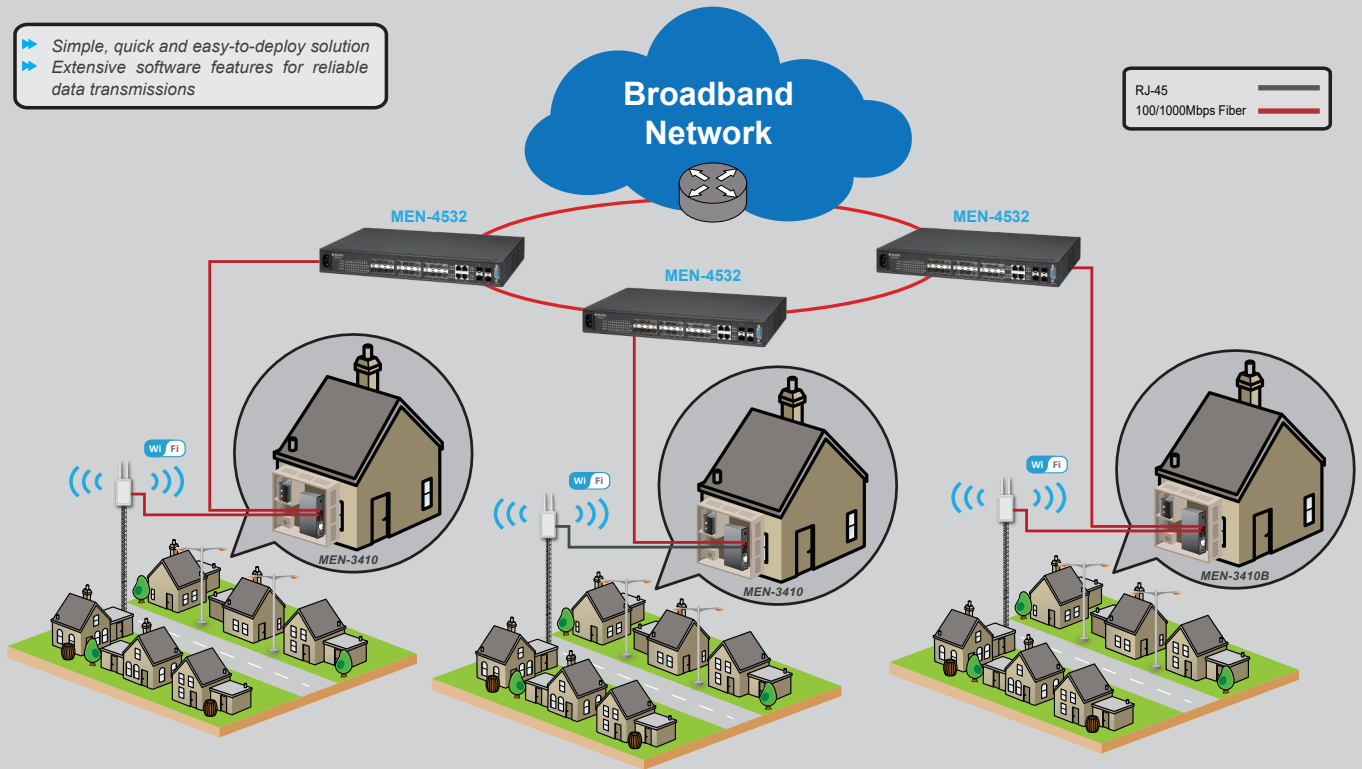 Simple, quick and easy-to-deploy solution
Extensive software features for reliable
data transmissions
Broadband
Network
RJ-45
100/1000Mbps Fiber
MEN-4532
MEN-4532
MEN-4532
Wi Fi
Wi Fi
Wi Fi
MEN-3410
MEN-3410
MEN-3410B